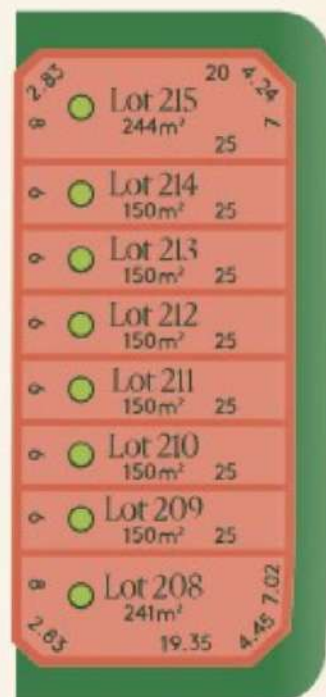 2.83
20
4.24
8
Lot 215
7
244m²
25
6
Lot 214
150m²
25
6
Lot 213
150m²
25
6
Lot 212
150m²
25
6
Lot 211
150m²
25
6
Lot 210
150m²
25
6
Lot 209
150m²
25
8
Lot 208
7.02
241m²
2.83
19.35
4.45